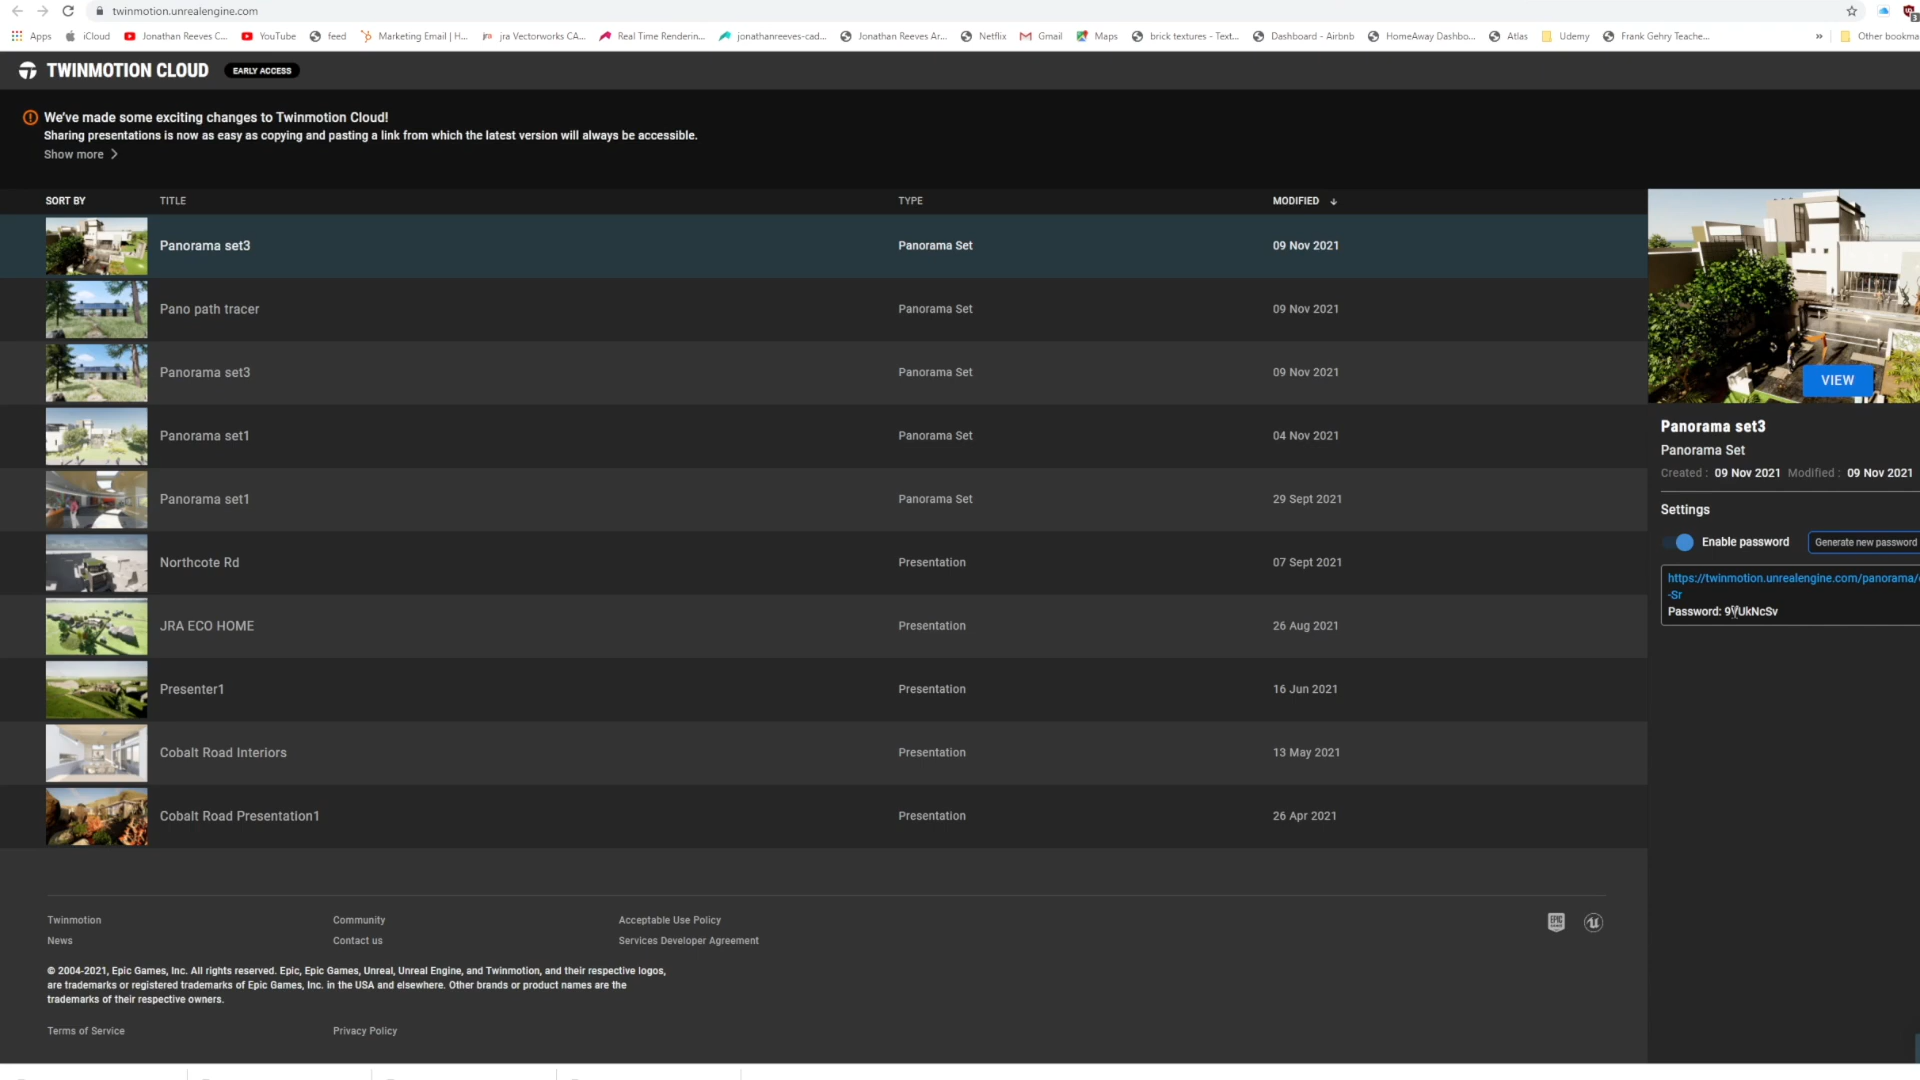 twinmotion.unrealengine.com
Apps iCloud Jonathan Reeves C... YouTube feed Marketing Email | H... jra Vectorworks CA... Real Time Renderin... jonathanreeves-cad... Jonathan Reeves Ar... Netflix Gmail Maps brick textures - Text... Dashboard - Airbnb HomeAway Dashbo... Atlas Udemy Frank Gehry Teache... » Other bookma
TWINMOTION CLOUD EARLY ACCESS
We've made some exciting changes to Twinmotion Cloud!
Sharing presentations is now as easy as copying and pasting a link from which the latest version will always be accessible.
Show more
SORT BY TITLE TYPE MODIFIED
Panorama set3 Panorama Set 09 Nov 2021
Pano path tracer Panorama Set 09 Nov 2021
Panorama set3 Panorama Set 09 Nov 2021
Panorama set1 Panorama Set 04 Nov 2021
Panorama set1 Panorama Set 29 Sept 2021
Northcote Rd Presentation 07 Sept 2021
JRA ECO HOME Presentation 26 Aug 2021
Presenter1 Presentation 16 Jun 2021
Cobalt Road Interiors Presentation 13 May 2021
Cobalt Road Presentation1 Presentation 26 Apr 2021
VIEW
Panorama set3
Panorama Set
Created : 09 Nov 2021 Modified : 09 Nov 2021
Settings
Enable password Generate new password
https://twinmotion.unrealengine.com/panorama/
-Sr
Password:
Twinmotion Community Acceptable Use Policy
News Contact us Services Developer Agreement
© 2004-2021, Epic Games, Inc. All rights reserved. Epic, Epic Games, Unreal, Unreal Engine, and Twinmotion, and their respective logos,
are trademarks or registered trademarks of Epic Games, Inc. in the USA and elsewhere. Other brands or product names are the
trademarks of their respective owners.
Terms of Service Privacy Policy